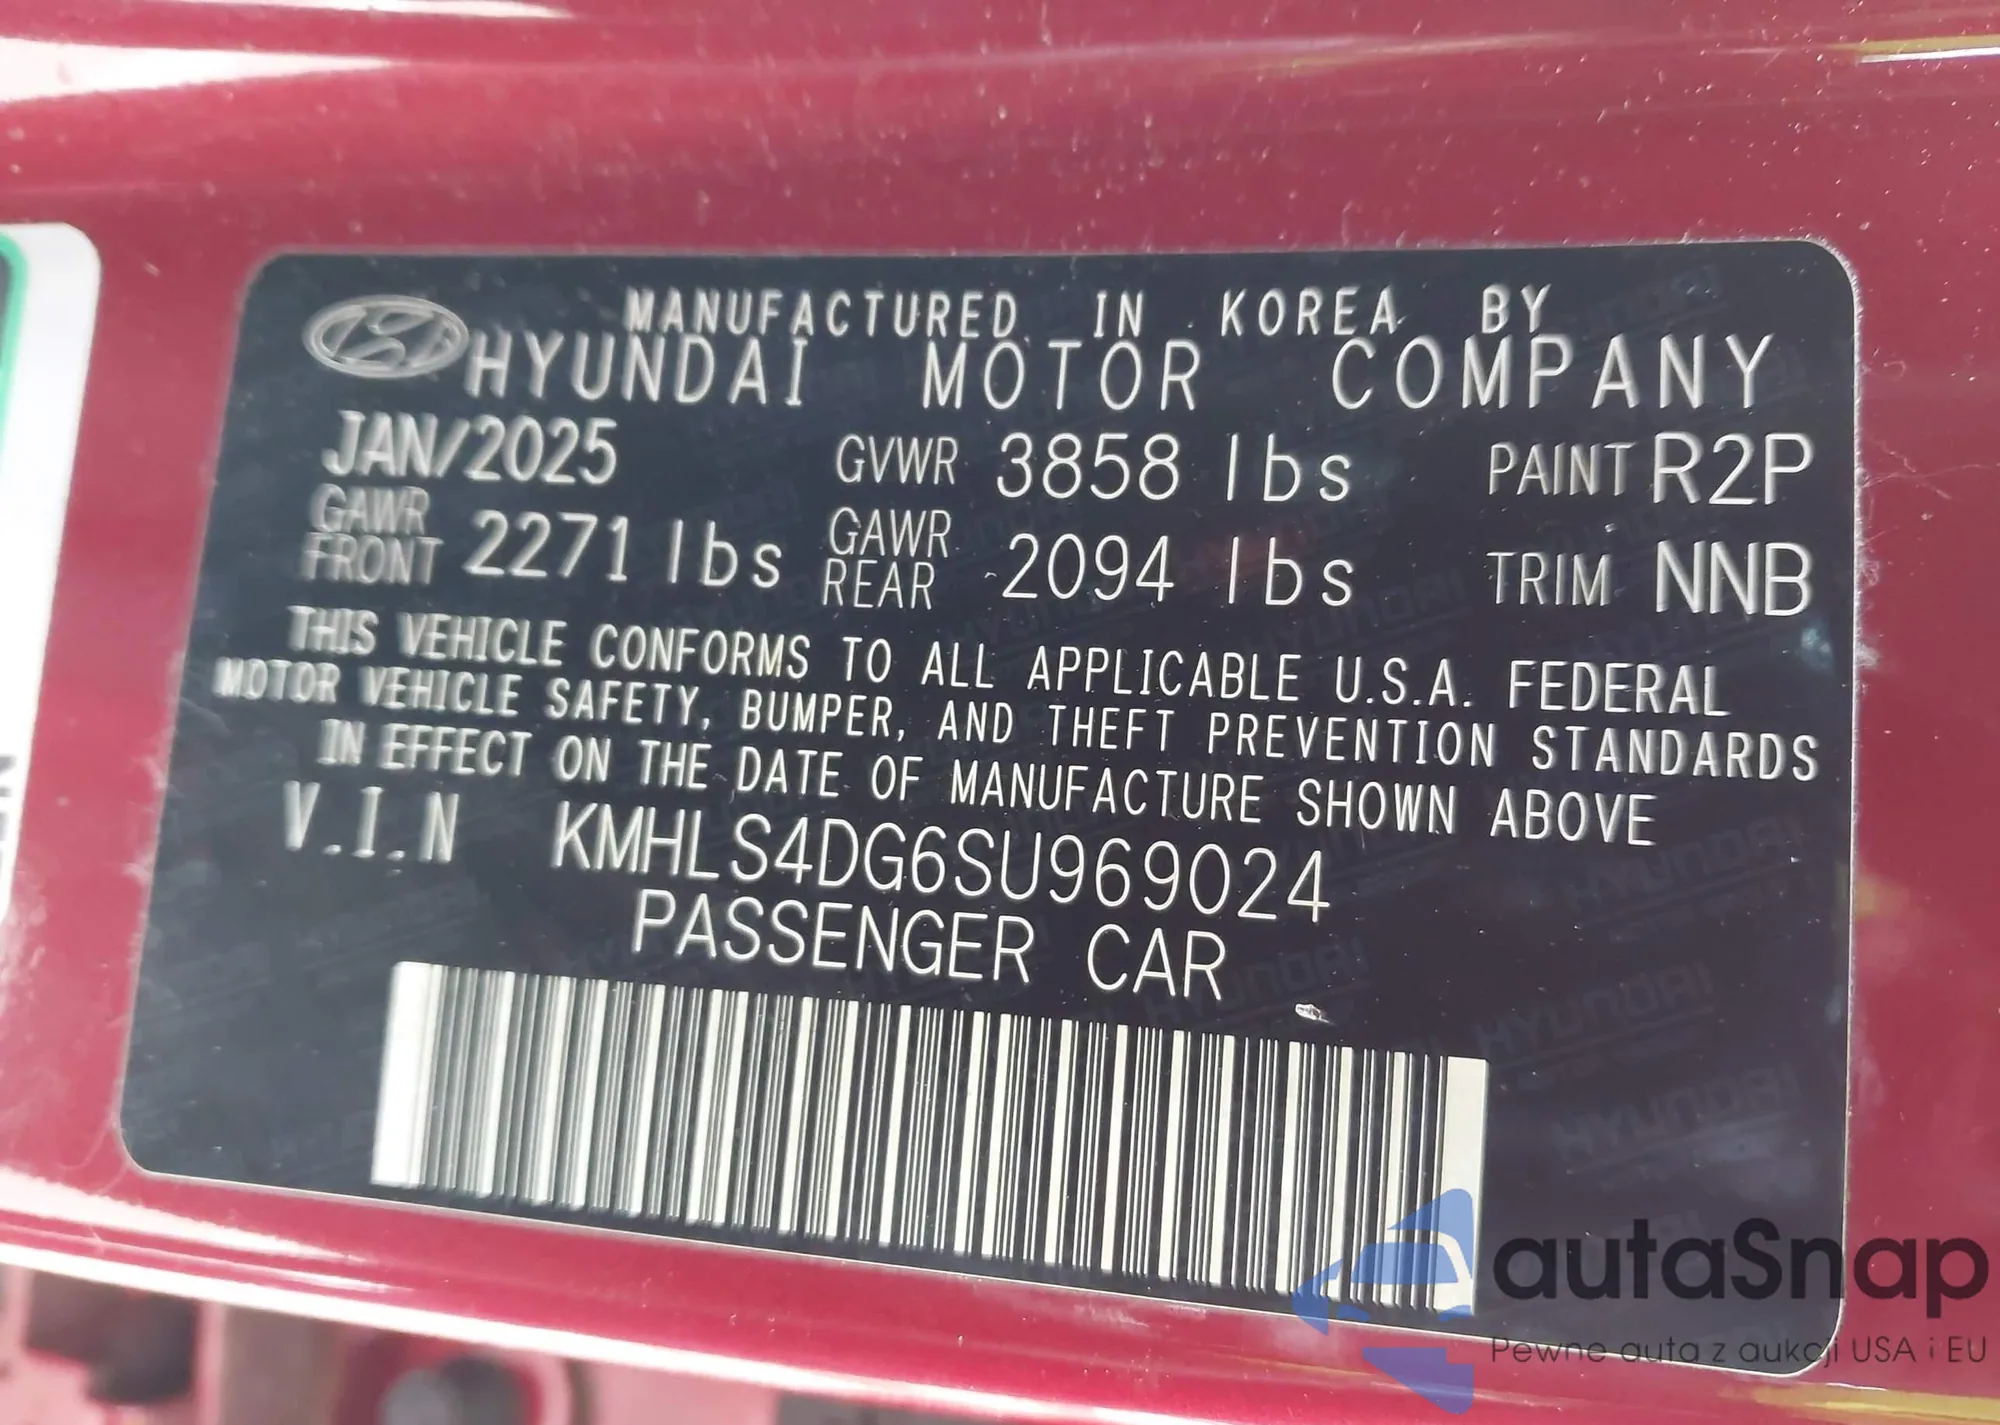 MANUFACTURED IN KOREA BY
HYUNDAI MOTOR COMPANY
JAN/2025 GVWR 3858 lbs PAINT R2P
GAWR FRONT 2271 lbs GAWR REAR 2094 lbs TRIM NNB
THIS VEHICLE CONFORMS TO ALL APPLICABLE U.S.A. FEDERAL
MOTOR VEHICLE SAFETY, BUMPER, AND THEFT PREVENTION STANDARDS
IN EFFECT ON THE DATE OF MANUFACTURE SHOWN ABOVE
V.I.N KMHLS4DG6SU969024
PASSENGER CAR
autaSnap
Pewne auta z aukcji USA i EU